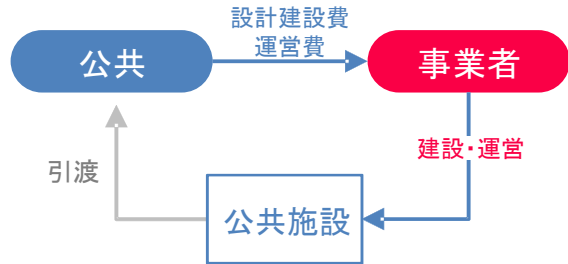 設計建設費
運営費
公共
事業者
建設・運営
引渡
公共施設